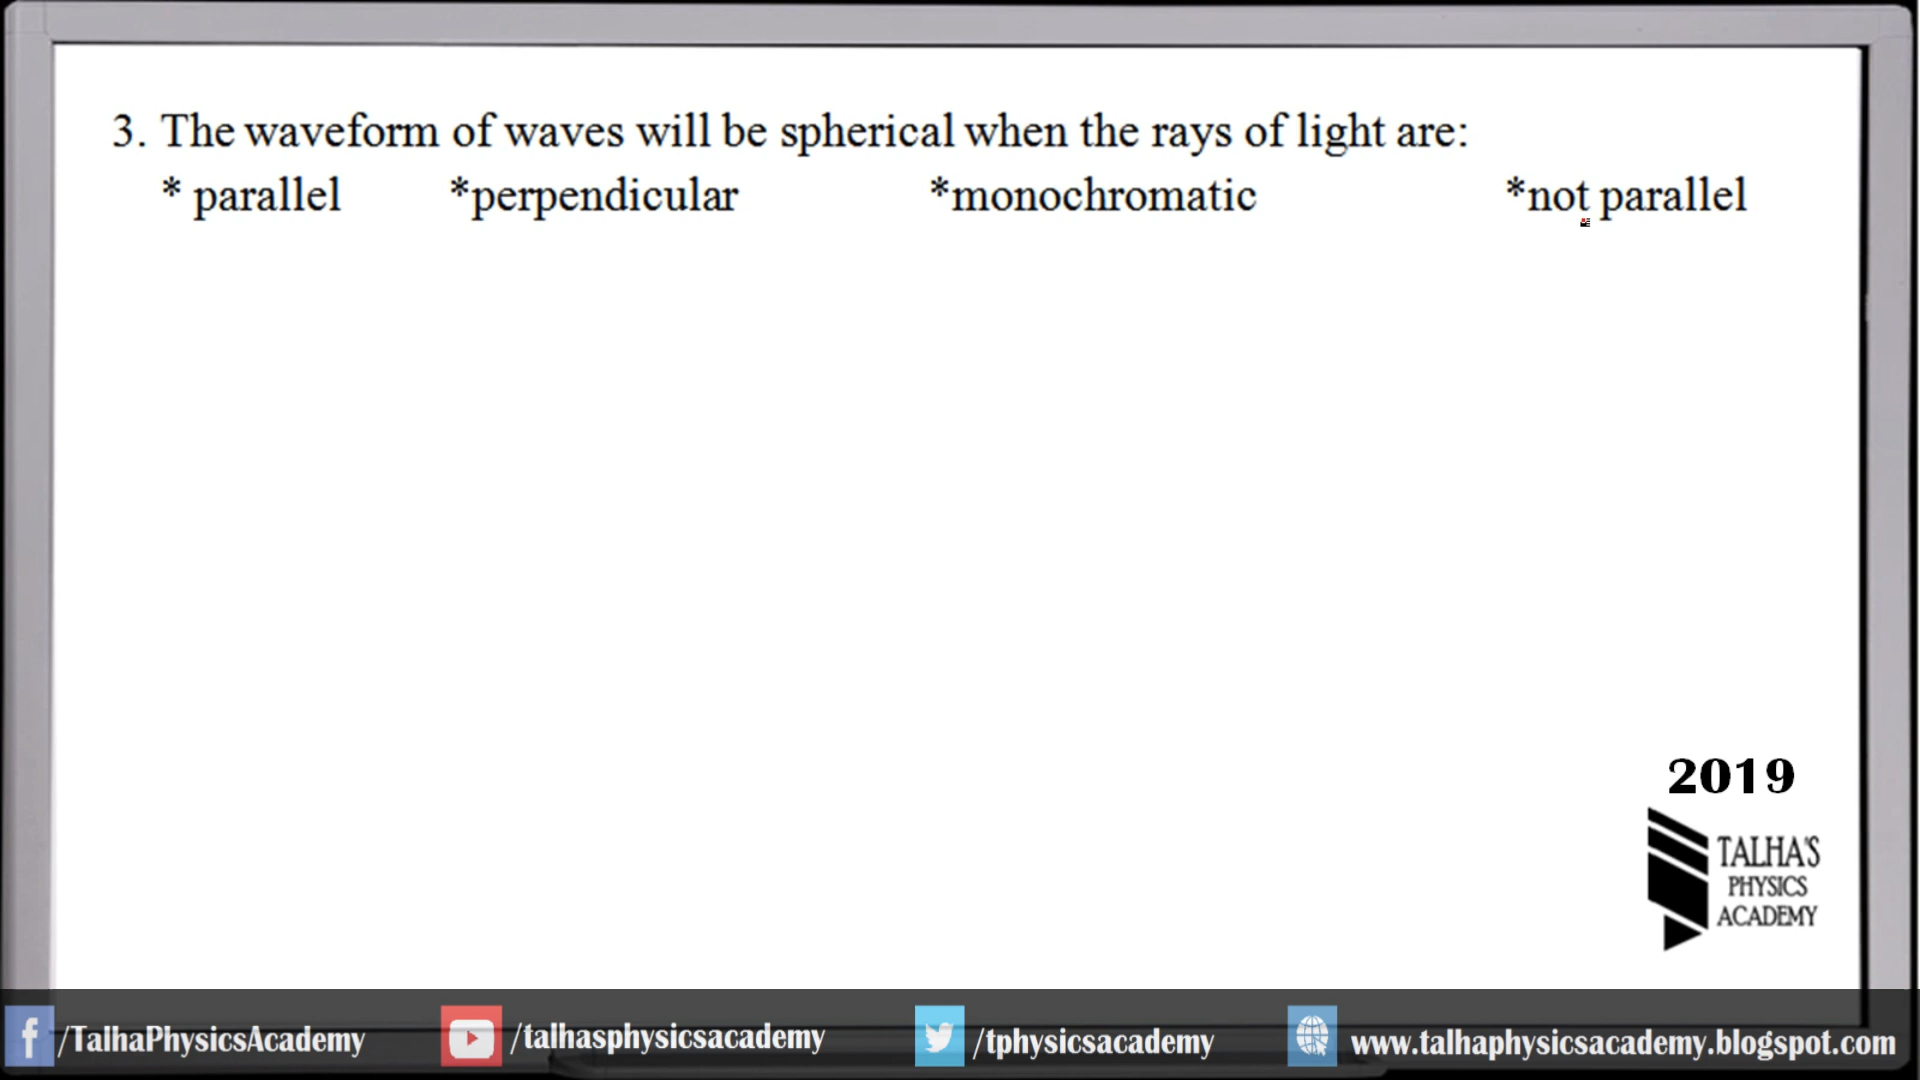 3. The waveform of waves will be spherical when the rays of light are:
* parallel *perpendicular *monochromatic *not parallel
2019
TALHA'S
PHYSICS
ACADEMY
/TalhaPhysicsAcademy /talhasphysicsacademy /tphysicsacademy www.talhaphysicsacademy.blogspot.com